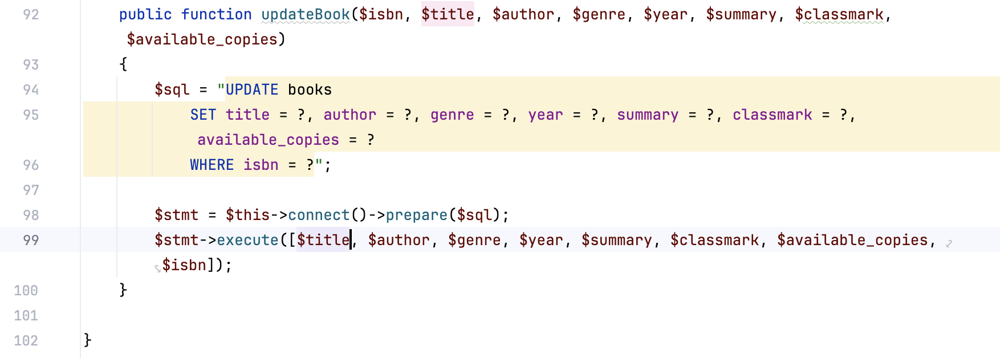 92 public function updateBook($isbn, $title, $author, $genre, $year, $summary, $classmark,
$available_copies)
93 {
94 $sql = "UPDATE books
95 SET title = ?, author = ?, genre = ?, year = ?, summary = ?, classmark = ?,
available_copies = ?
96 WHERE isbn = ?";
97
98 $stmt = $this->connect()->prepare($sql);
99 $stmt->execute([$title, $author, $genre, $year, $summary, $classmark, $available_copies,
$isbn]);
100 }
101
102 }